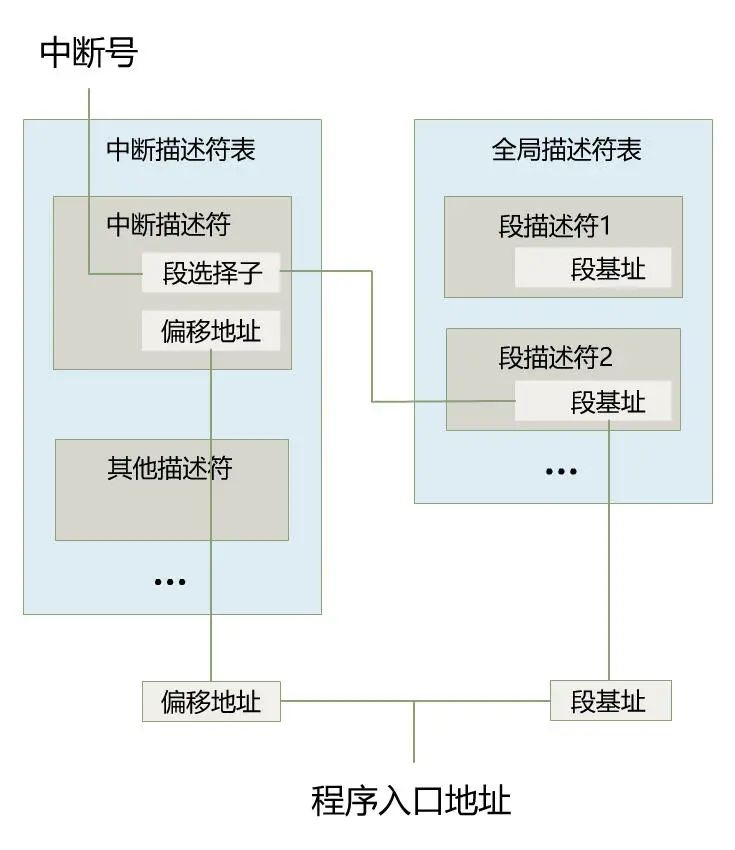 中断号
中断描述符表
中断描述符
段选择子
偏移地址
其他描述符
...
全局描述符表
段描述符1
段基址
段描述符2
段基址
...
偏移地址
段基址
程序入口地址